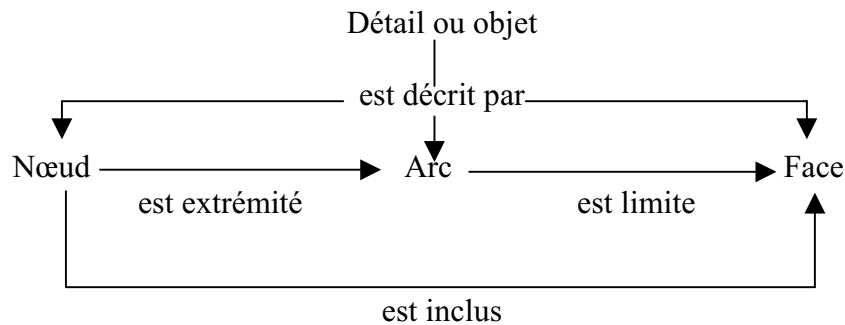 Détail ou objet
est décrit par
Nœud Arc Face
est extrémité est limite
est inclus